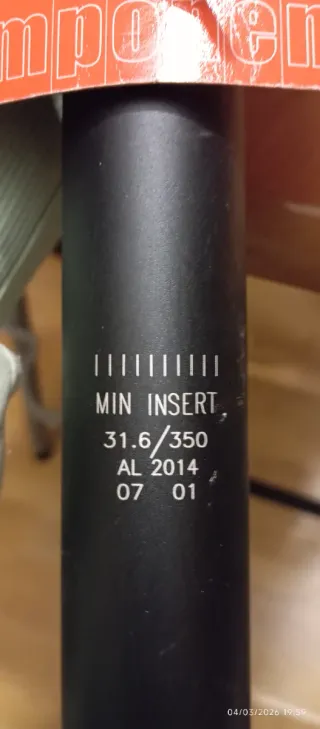 mponen
MIN INSERT
31.6/350
AL 2014
07 01
04/03/2026 19:59